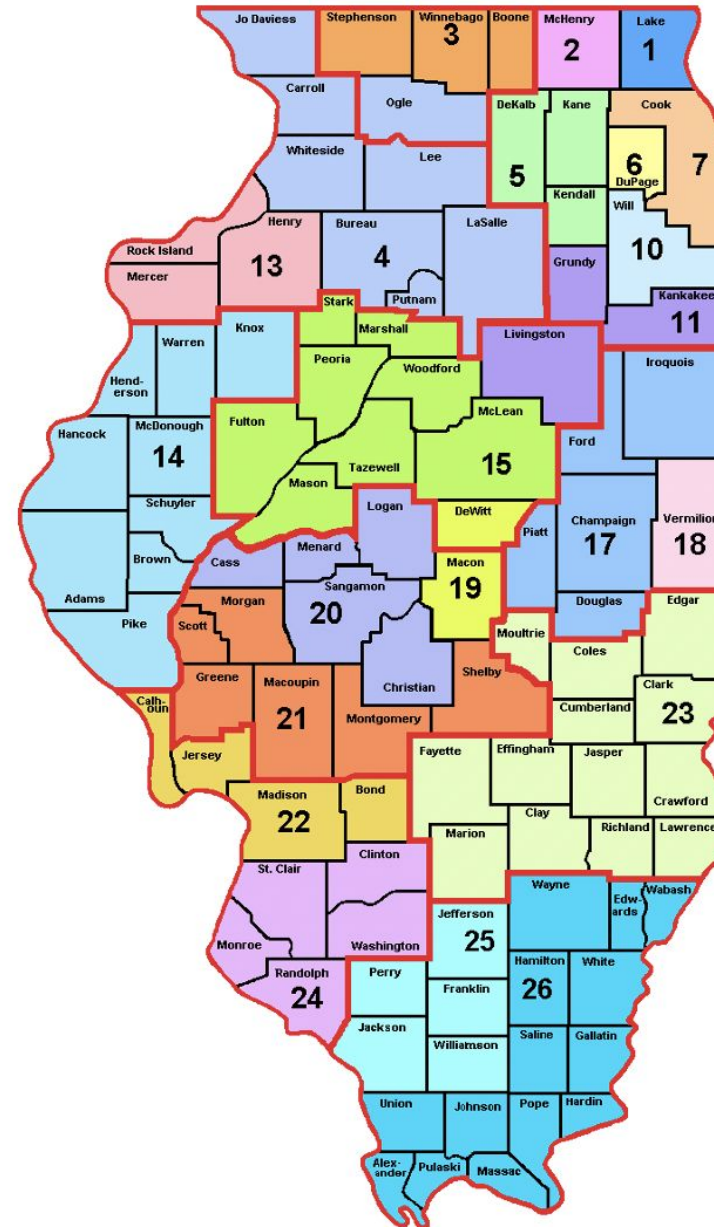 Jo Daviess
Stephenson
Winnebago
Boone
McHenry
Lake
3
2
1
Carroll
Ogle
DeKalb
Kane
Cook
Whiteside
Lee
5
6
7
DuPage
Kendall
Will
Henry
Bureau
LaSalle
Rock Island
13
4
Grundy
10
Mercer
Putnam
Kankakee
Stark
11
Knox
Marshall
Warren
Livingston
Peoria
Woodford
Iroquois
Hend-
erson
McLean
Hancock
McDonough
Fulton
Ford
14
Tazewell
15
Mason
Schuyler
Logan
DeWitt
Champaign
Vermilion
Piatt
17
18
Menard
Macon
Brown
Cass
Sangamon
19
Adams
Morgan
20
Douglas
Edgar
Pike
Scott
Moultrie
Coles
Greene
Macoupin
Shelby
Christian
Clark
Calh-
oun
21
Montgomery
Cumberland
23
Jersey
Fayette
Effingham
Jasper
Madison
Bond
Crawford
22
Clay
Marion
Richland
Lawrence
Clinton
St. Clair
Wayne
Wabash
Edw-
ards
Jefferson
Monroe
Washington
25
Hamilton
White
Randolph
Perry
24
Franklin
26
Jackson
Saline
Gallatin
Williamson
Union
Johnson
Pope
Hardin
Alex-
ander
Pulaski
Massac